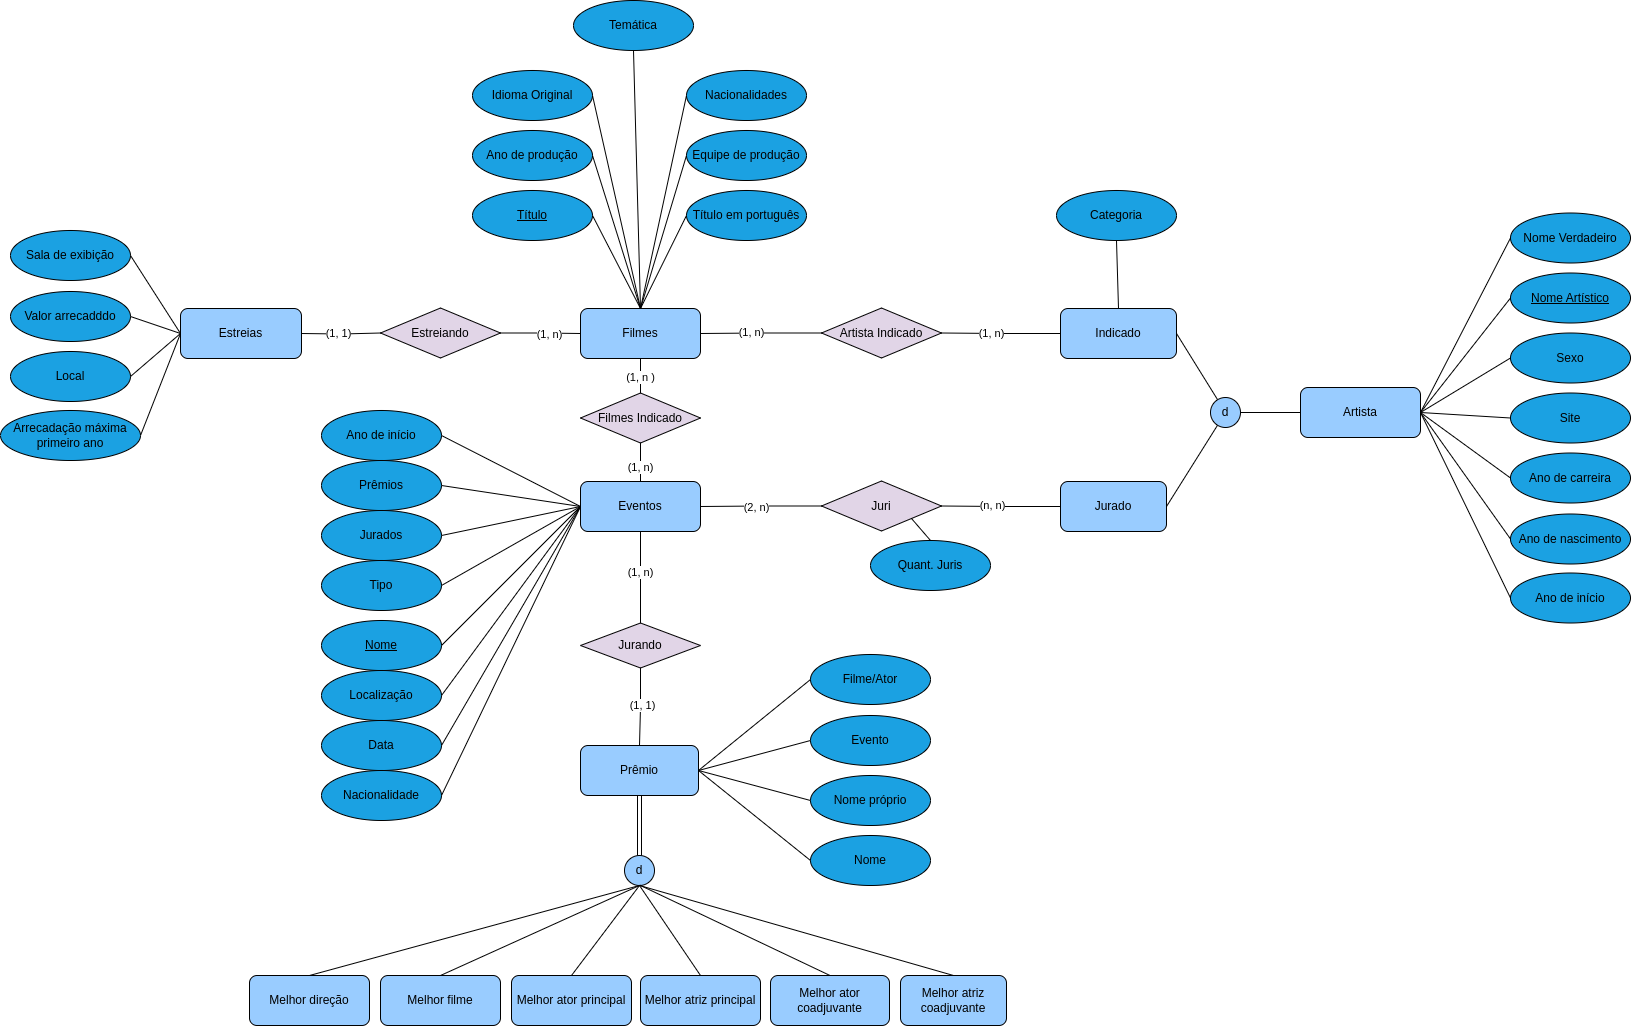 Temática
Idioma Original
Nacionalidades
Ano de produção
Equipe de produção
Título
Título em português
Categoria
Nome Verdadeiro
Sala de exibição
Nome Artístico
Valor arrecadddo
Estreias
(1, 1)
Estreiando
(1, n)
Filmes
(1, n)
Artista Indicado
(1, n)
Indicado
Sexo
Local
(1, n )
d
Artista
Site
Arrecadação máxima
primeiro ano
Filmes Indicado
Ano de início
(1, n)
Ano de carreira
Prêmios
Eventos
(2, n)
Juri
(n, n)
Jurado
Jurados
Ano de nascimento
Quant. Juris
Tipo
(1, n)
Ano de início
Nome
Jurando
Filme/Ator
Localização
(1, 1)
Data
Evento
Prêmio
Nacionalidade
Nome próprio
Nome
d
Melhor direção
Melhor filme
Melhor ator principal
Melhor atriz principal
Melhor ator
coadjuvante
Melhor atriz
coadjuvante